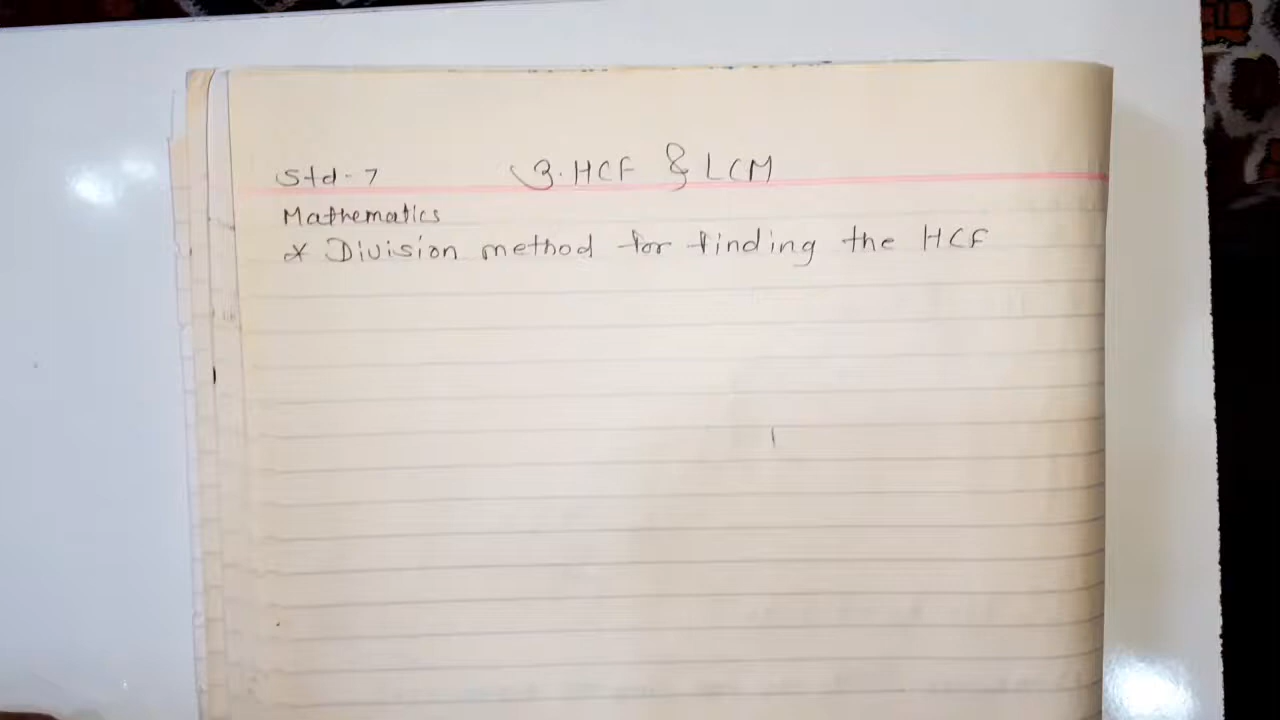 Std-7 3. HCF & LCM
Mathematics
* Division method for finding the HCF